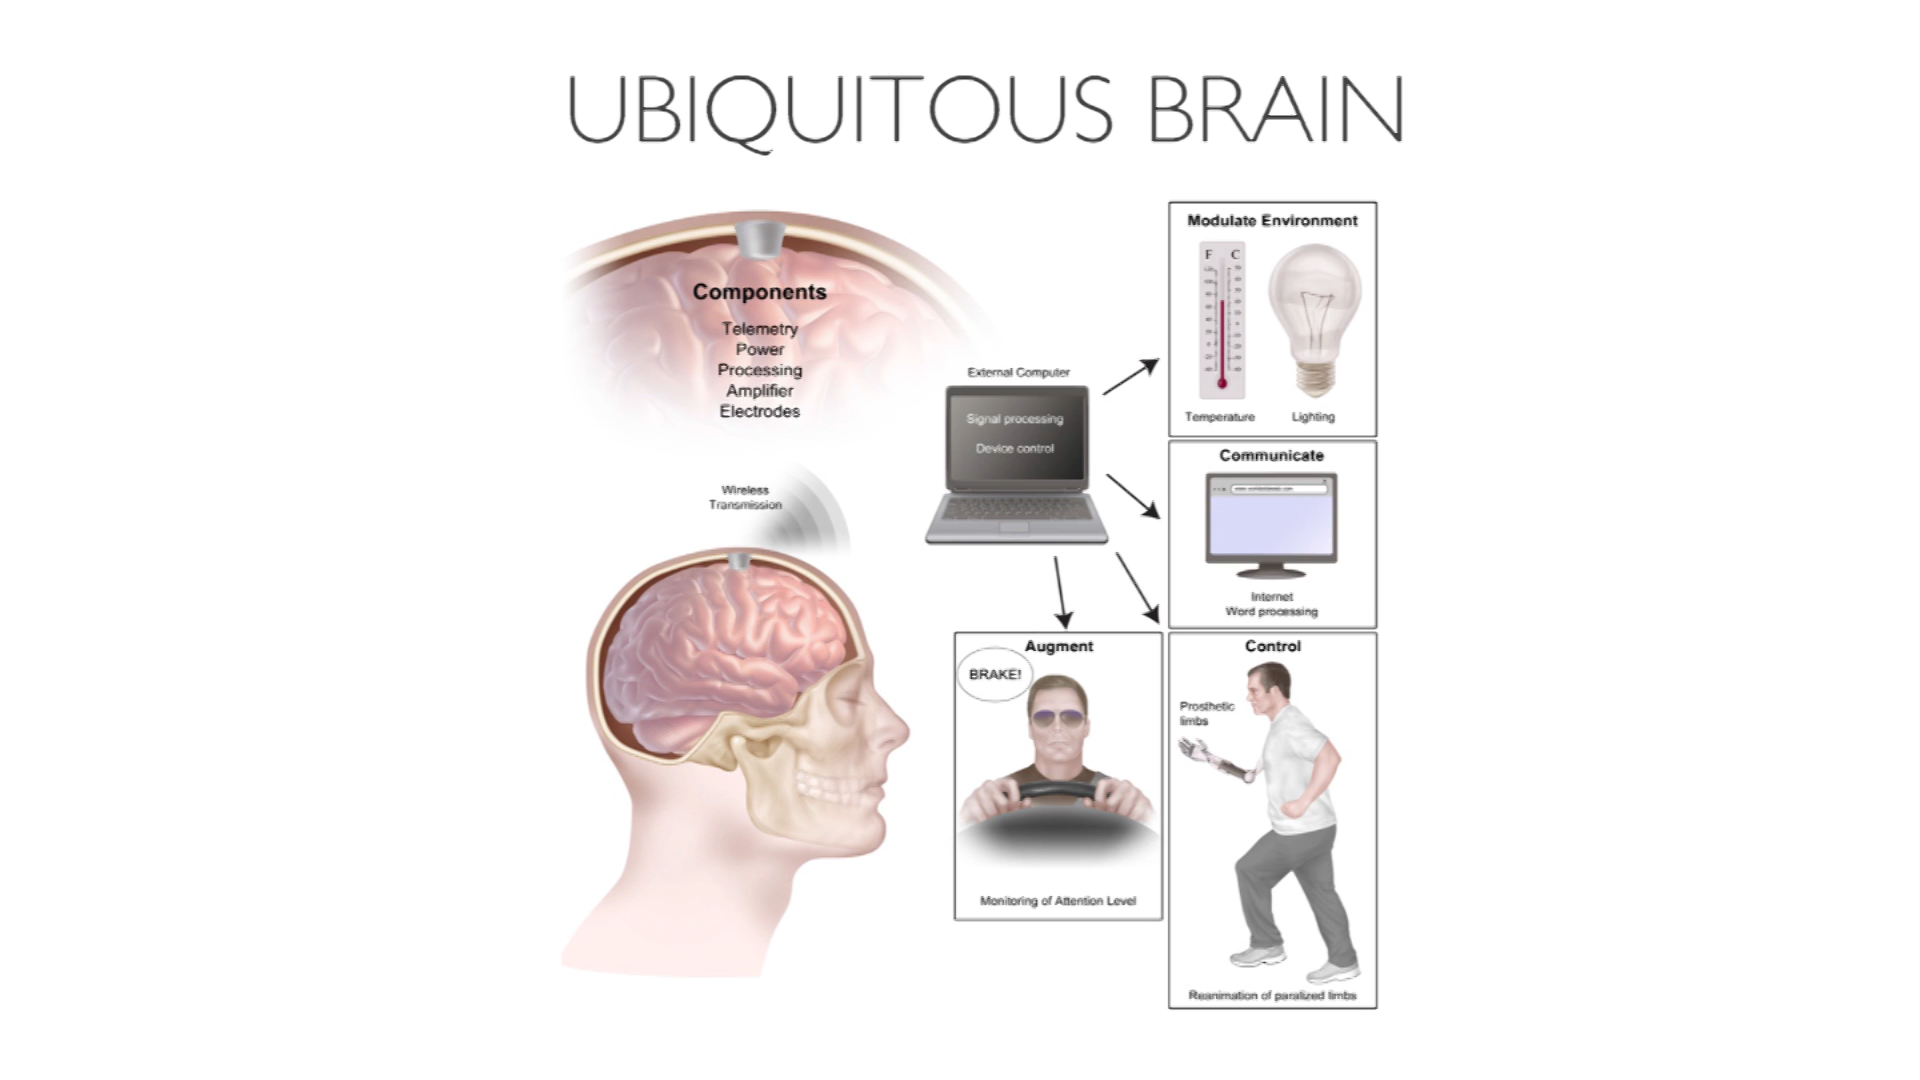 UBIQUITOUS BRAIN
Components
Telemetry
Power
Processing
Amplifier
Electrodes
Wireless
Transmission
External Computer
Signal processing
Device control
Modulate Environment
F C
Temperature
Lighting
Communicate
Internet
Word processing
Augment
BRAKE!
Monitoring of Attention Level
Control
Prosthetic
limbs
Reanimation of paralized limbs